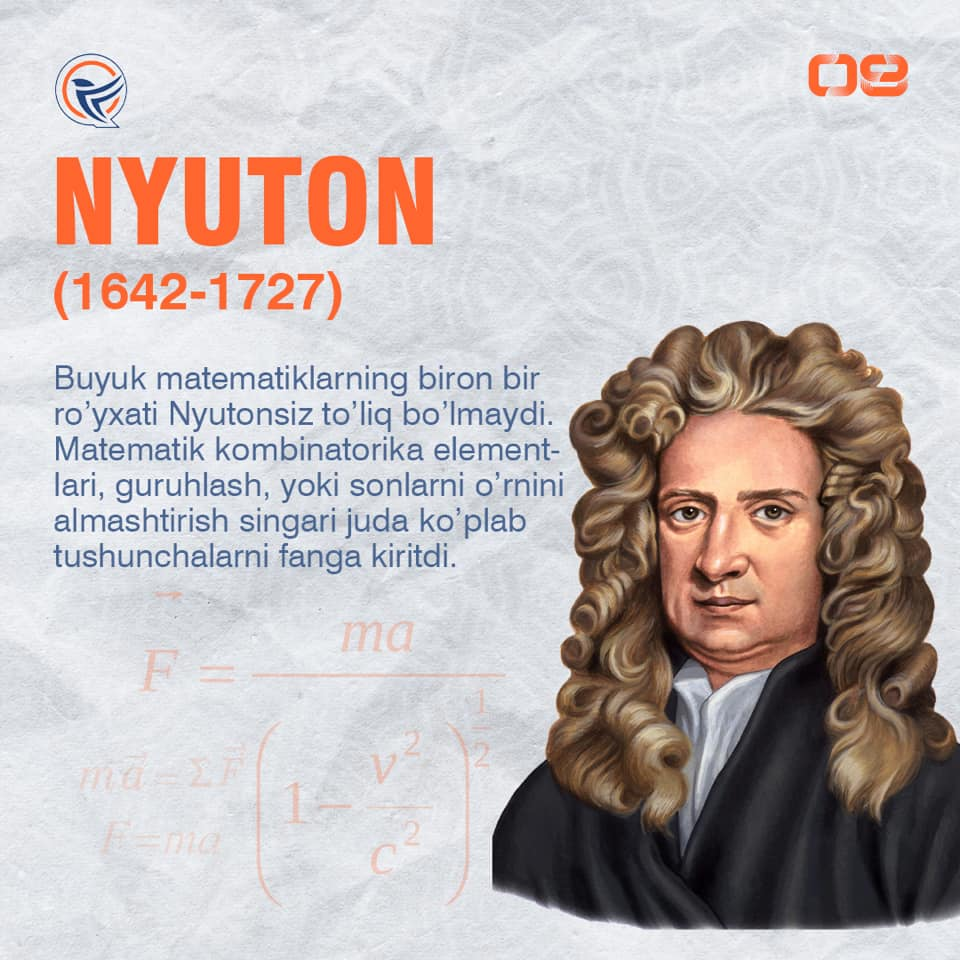 08
NYUTON
(1642-1727)
Buyuk matematiklarning biron bir
ro’yxati Nyutonsiz to’liq bo’lmaydi.
Matematik kombinatorika element-
lari, guruhlash, yoki sonlarni o’rnini
almashtirish singari juda ko’plab
tushunchalarni fanga kiritdi.
F⃗ = ma / (1 - v²/c²)^½
ma⃗ = Σ F⃗
F=ma